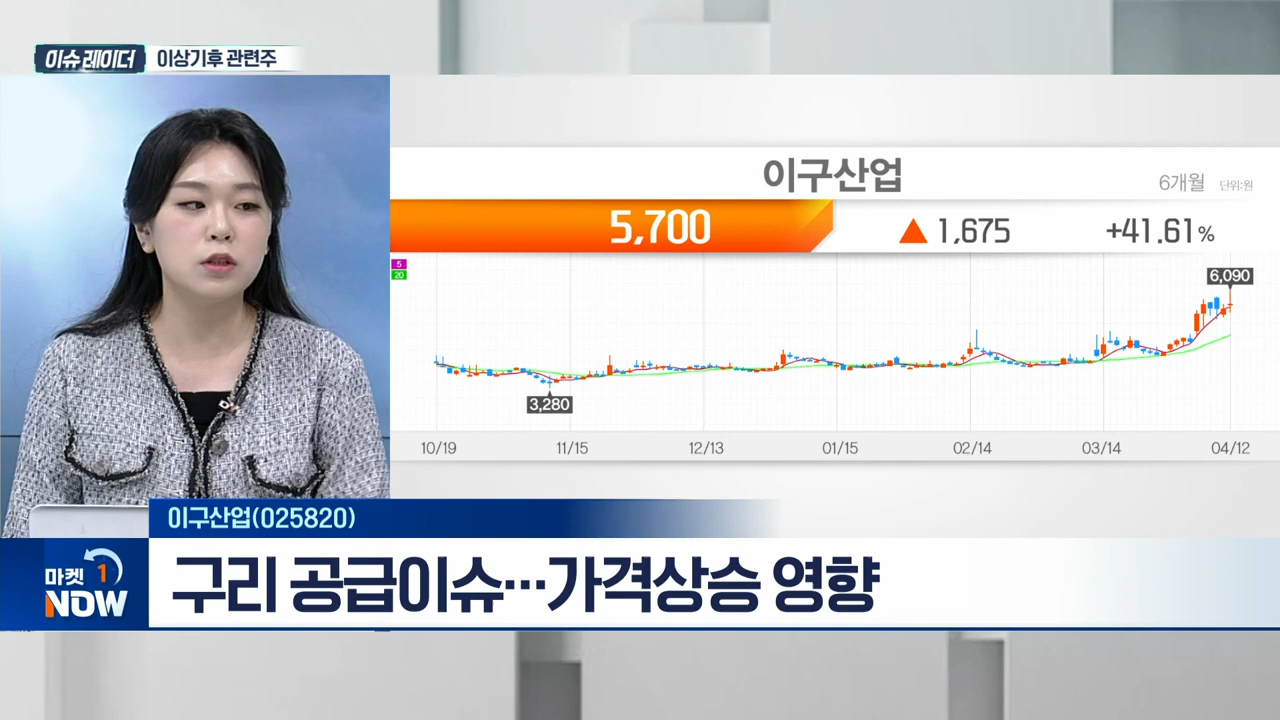 이슈 레이더 이상기후 관련주
이구산업
6개월 단위:원
5,700 ▲ 1,675 +41.61%
5
20
6,090
3,280
10/19 11/15 12/13 01/15 02/14 03/14 04/12
이구산업(025820)
마켓 1
NOW
구리 공급이슈…가격상승 영향